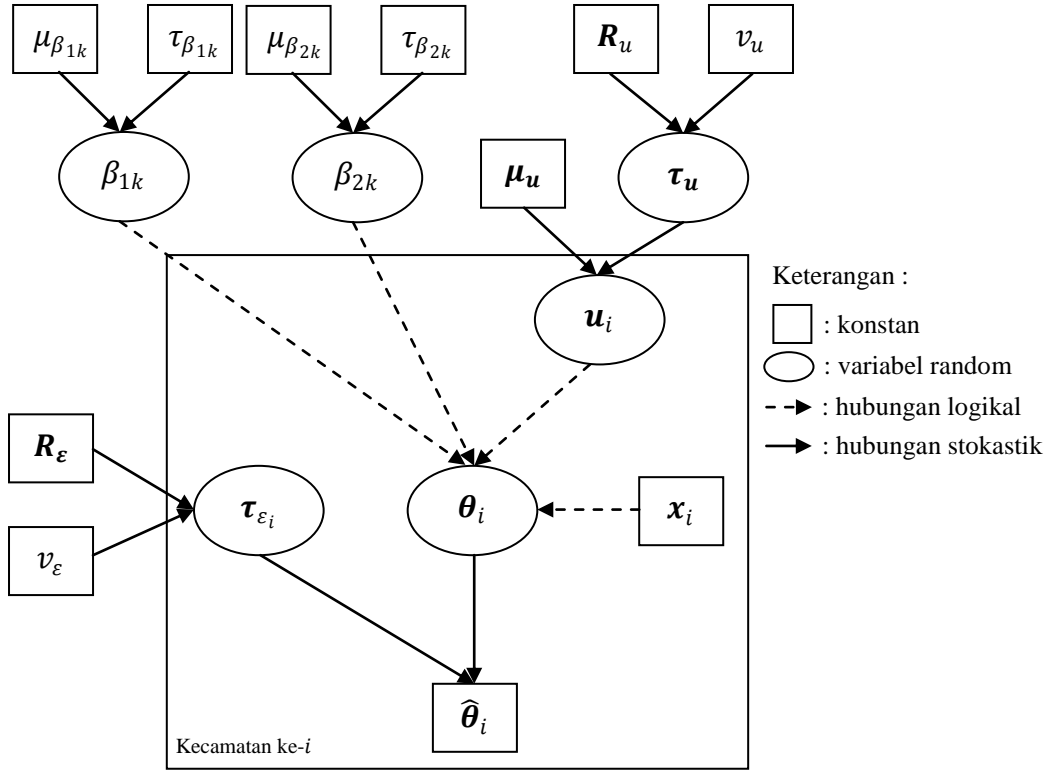 μ_{β_{1k}} τ_{β_{1k}} μ_{β_{2k}} τ_{β_{2k}} R_u v_u
β_{1k} β_{2k} μ_u τ_u
u_i
Keterangan :
: konstan
: variabel random
: hubungan logikal
: hubungan stokastik
R_ε
τ_{ε_i} θ_i x_i
v_ε
θ̂_i
Kecamatan ke-i